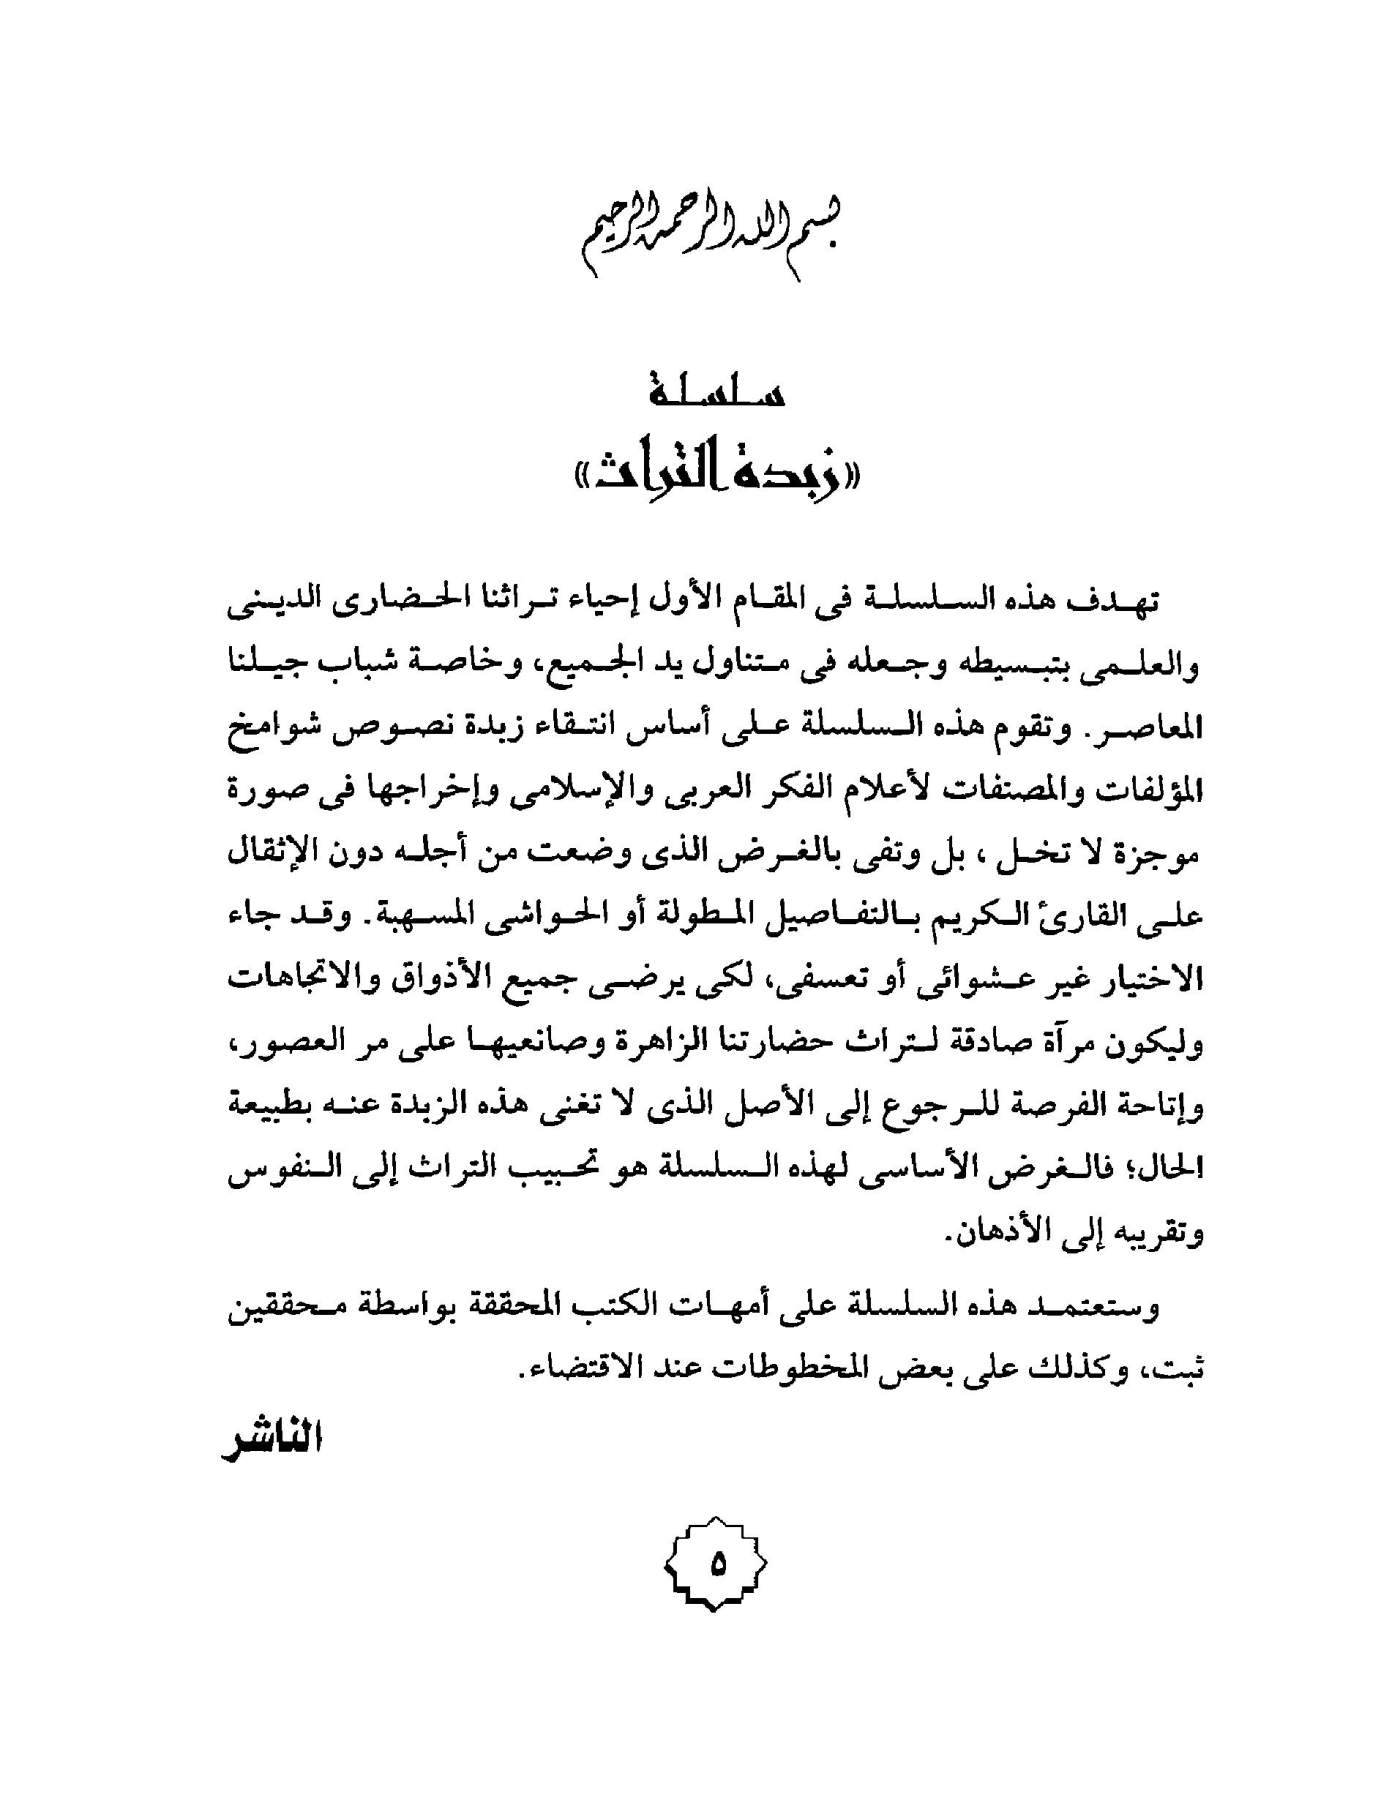 بسم الله الرحمن الرحيم
سلسلة
«زبدة التراث»
تهدف هذه السلسلة فى المقام الأول إحياء تراثنا الحضارى الدينى
والعلمى بتبسيطه وجعله فى متناول يد الجميع، وخاصة شباب جيلنا
المعاصر. وتقوم هذه السلسلة على أساس انتقاء زبدة نصوص شوامخ
المؤلفات والمصنفات لأعلام الفكر العربى والإسلامى وإخراجها فى صورة
موجزة لا تخل ، بل وتفى بالغرض الذى وضعت من أجله دون الإثقال
على القارئ الكريم بالتفاصيل المطولة أو الحواشى المسهبة. وقد جاء
الاختيار غير عشوائى أو تعسفى، لكى يرضى جميع الأذواق والاتجاهات
وليكون مرآة صادقة لتراث حضارتنا الزاهرة وصانعيها على مر العصور،
وإتاحة الفرصة للرجوع إلى الأصل الذى لا تغنى هذه الزبدة عنه بطبيعة
الحال؛ فالغرض الأساسى لهذه السلسلة هو تحبيب التراث إلى النفوس
وتقريبه إلى الأذهان.
وستعتمد هذه السلسلة على أمهات الكتب المحققة بواسطة محققين
ثبت، وكذلك على بعض المخطوطات عند الاقتضاء.
الناشر
٥